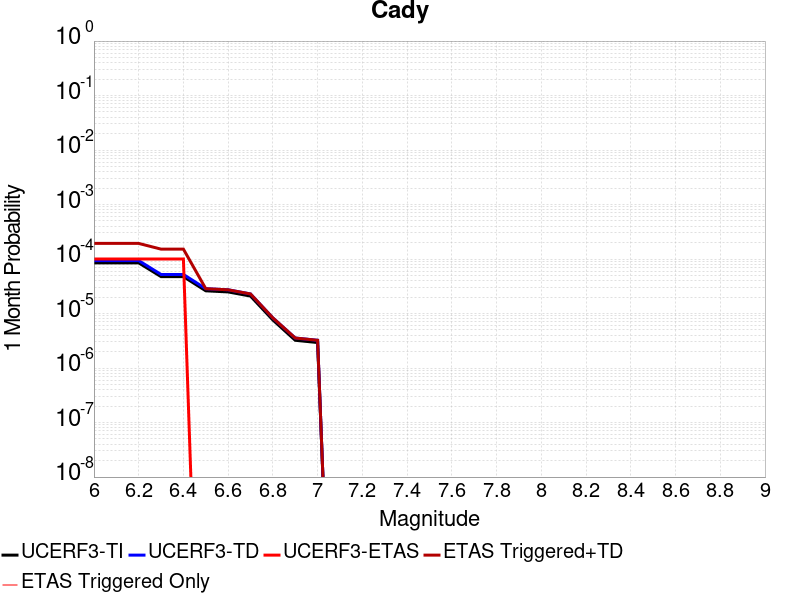 Cady
10^0
10^-1
10^-2
10^-3
10^-4
10^-5
10^-6
10^-7
10^-8
1 Month Probability
6 6.2 6.4 6.6 6.8 7 7.2 7.4 7.6 7.8 8 8.2 8.4 8.6 8.8 9
Magnitude
UCERF3-TI UCERF3-TD UCERF3-ETAS ETAS Triggered+TD
ETAS Triggered Only